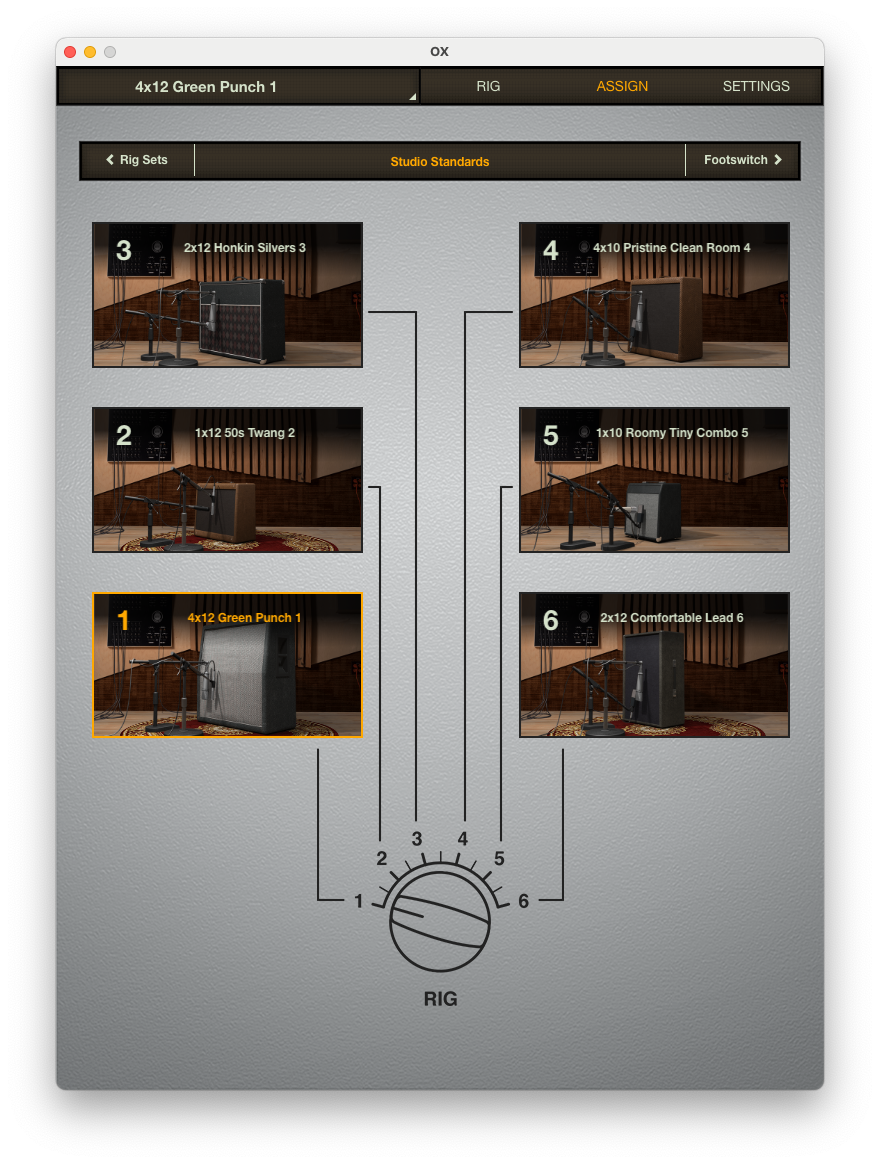 OX
4x12 Green Punch 1
RIG
ASSIGN
SETTINGS
Rig Sets
Studio Standards
Footswitch
3
2x12 Honkin Silvers 3
4
4x10 Pristine Clean Room 4
2
1x12 50s Twang 2
5
1x10 Roomy Tiny Combo 5
1
4x12 Green Punch 1
6
2x12 Comfortable Lead 6
3
4
2
5
1
6
RIG